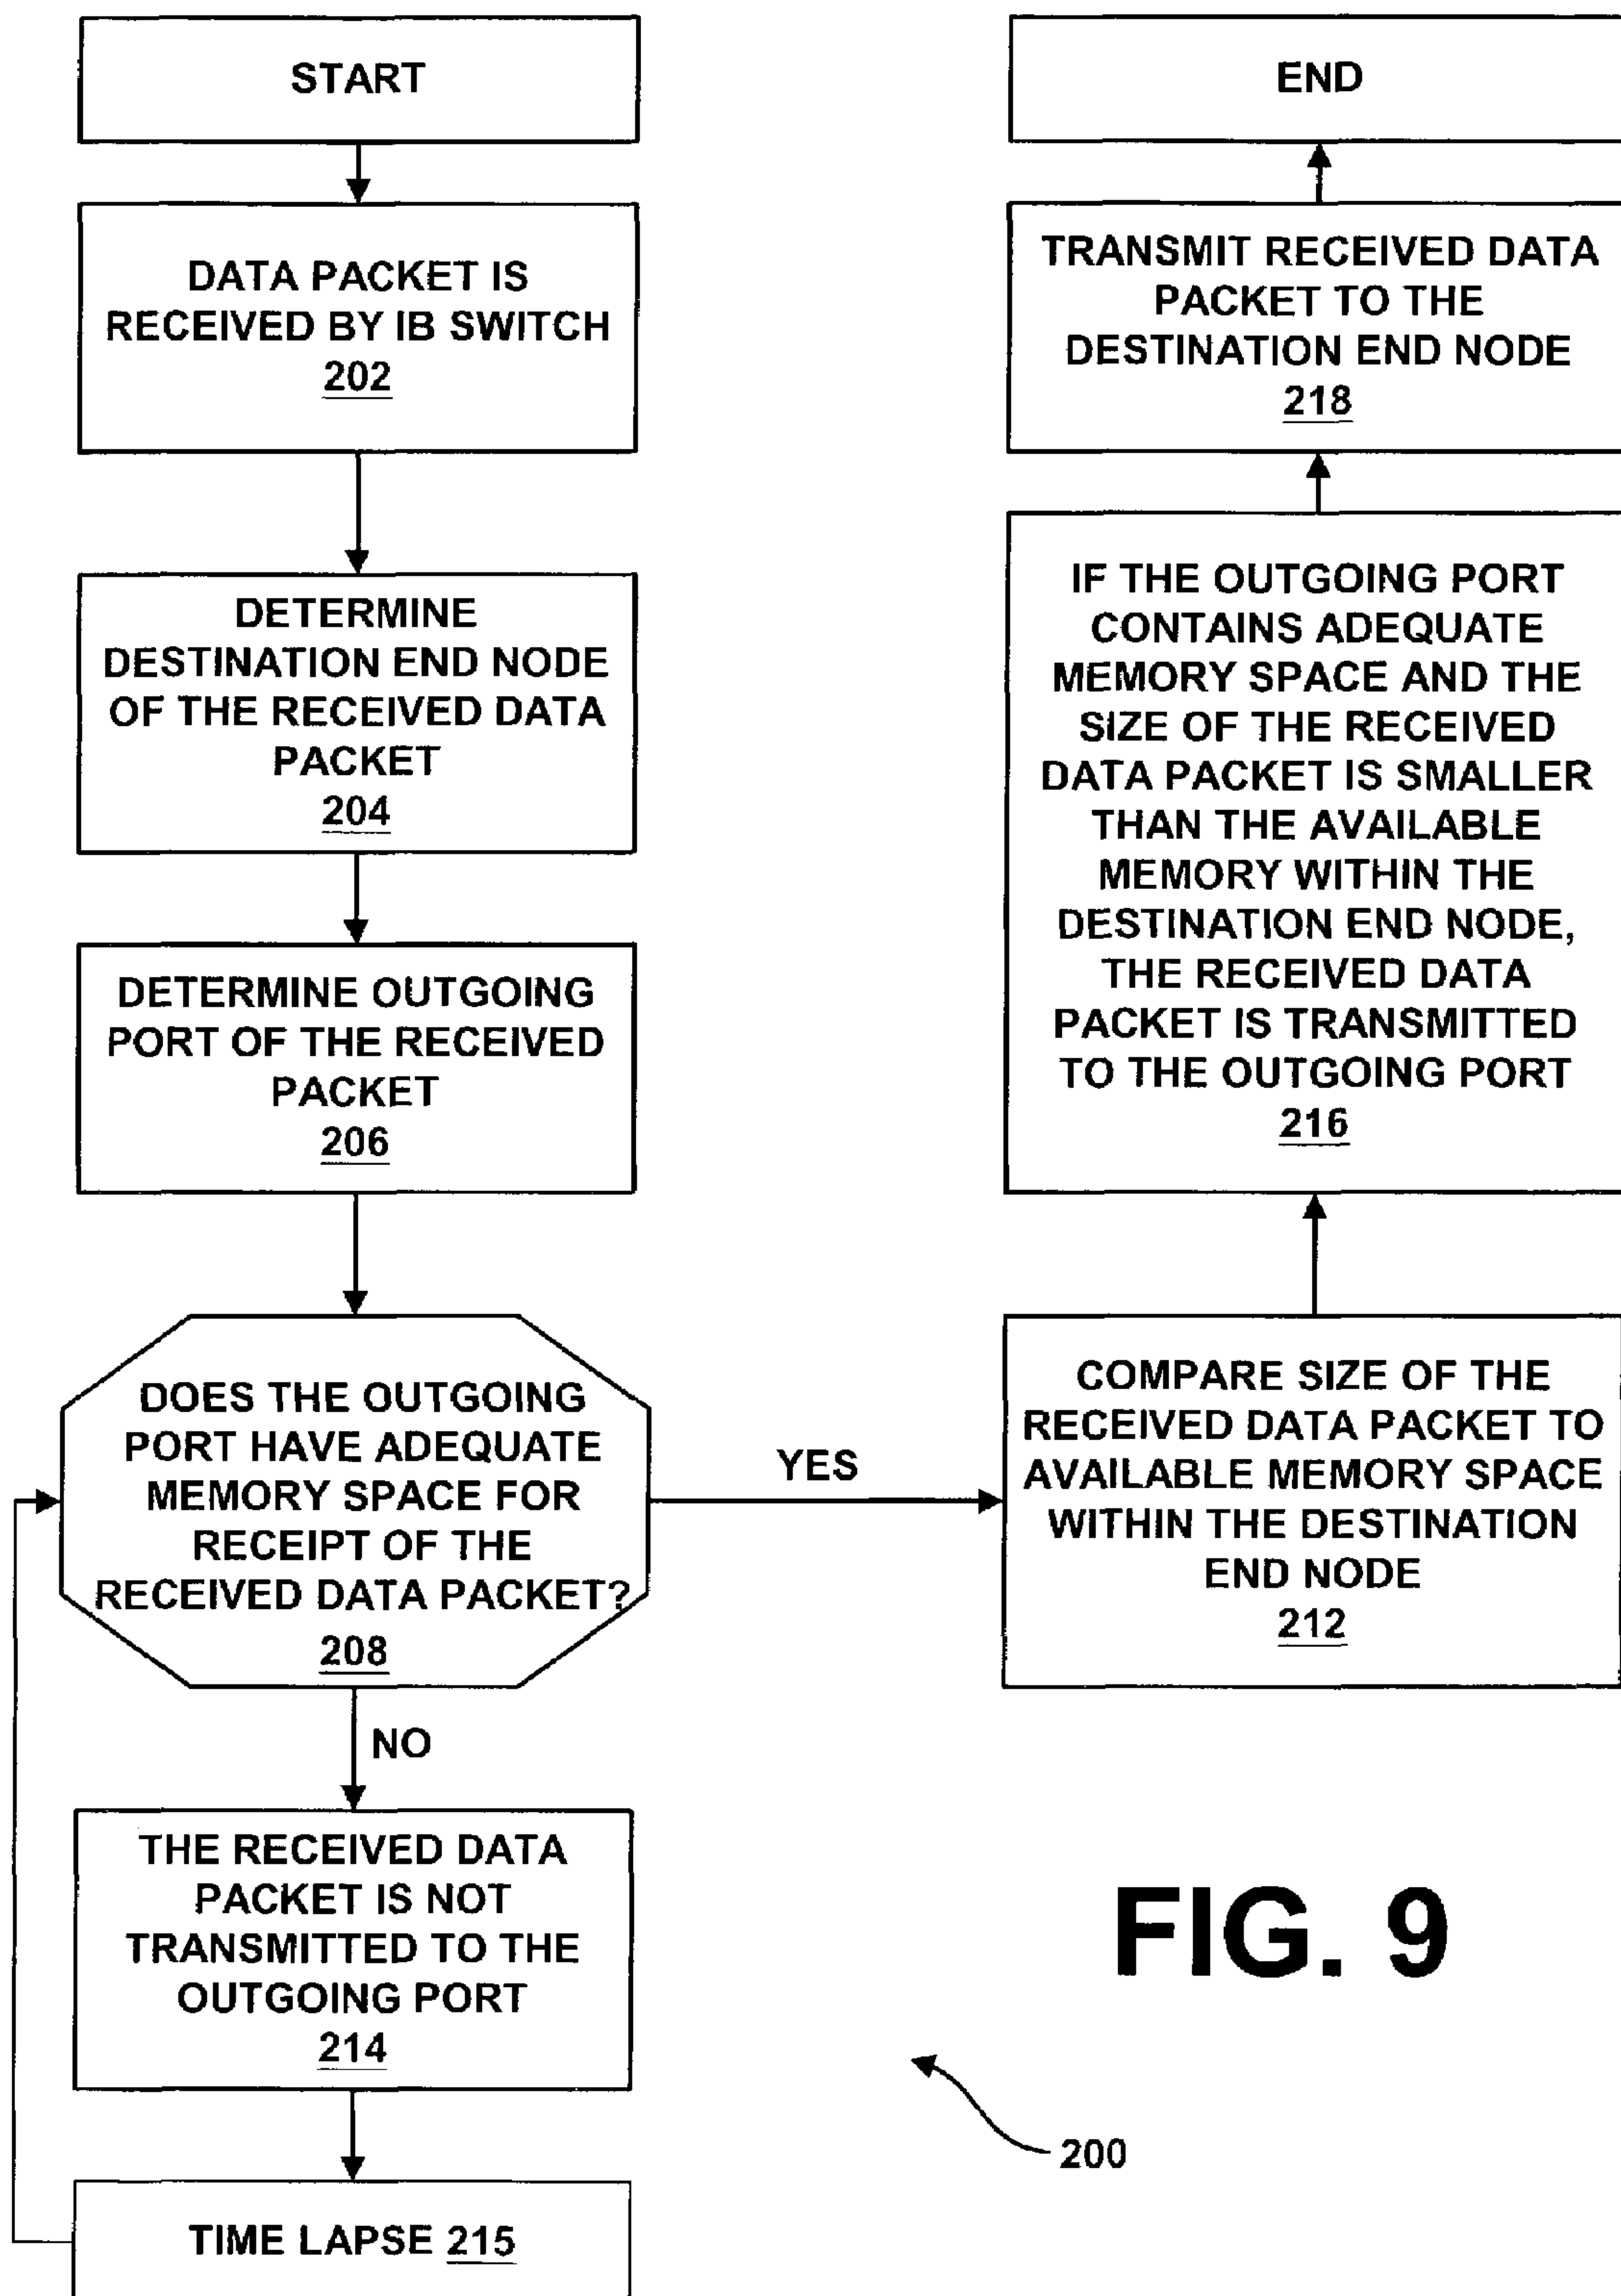 START
DATA PACKET IS
RECEIVED BY IB SWITCH
202
DETERMINE
DESTINATION END NODE
OF THE RECEIVED DATA
PACKET
204
DETERMINE OUTGOING
PORT OF THE RECEIVED
PACKET
206
DOES THE OUTGOING
PORT HAVE ADEQUATE
MEMORY SPACE FOR
RECEIPT OF THE
RECEIVED DATA PACKET?
208
NO
THE RECEIVED DATA
PACKET IS NOT
TRANSMITTED TO THE
OUTGOING PORT
214
TIME LAPSE 215
YES
COMPARE SIZE OF THE
RECEIVED DATA PACKET TO
AVAILABLE MEMORY SPACE
WITHIN THE DESTINATION
END NODE
212
IF THE OUTGOING PORT
CONTAINS ADEQUATE
MEMORY SPACE AND THE
SIZE OF THE RECEIVED
DATA PACKET IS SMALLER
THAN THE AVAILABLE
MEMORY WITHIN THE
DESTINATION END NODE,
THE RECEIVED DATA
PACKET IS TRANSMITTED
TO THE OUTGOING PORT
216
TRANSMIT RECEIVED DATA
PACKET TO THE
DESTINATION END NODE
218
END
FIG. 9
200